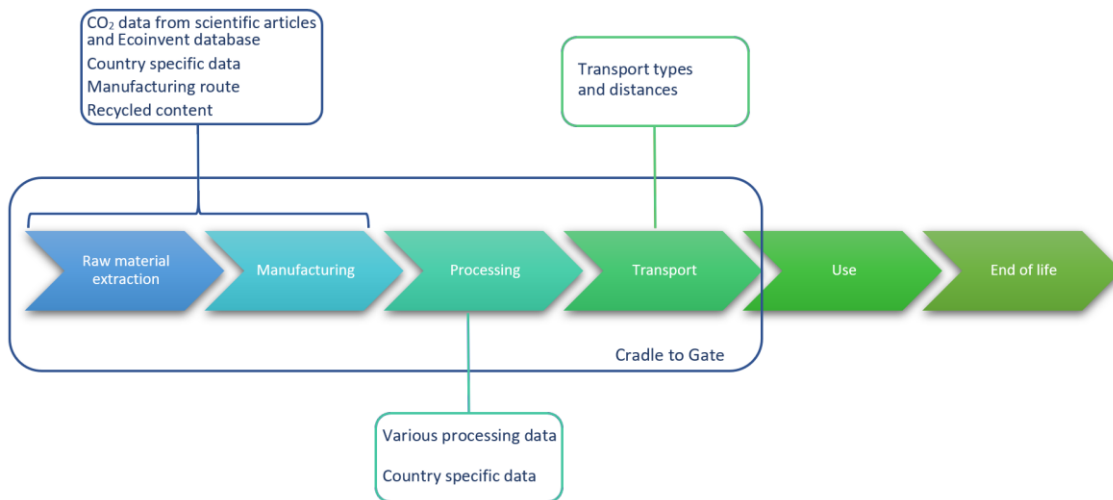 CO₂ data from scientific articles
and Ecoinvent database
Country specific data
Manufacturing route
Recycled content
Transport types
and distances
Raw material
extraction
Manufacturing
Processing
Transport
Use
End of life
Cradle to Gate
Various processing data
Country specific data